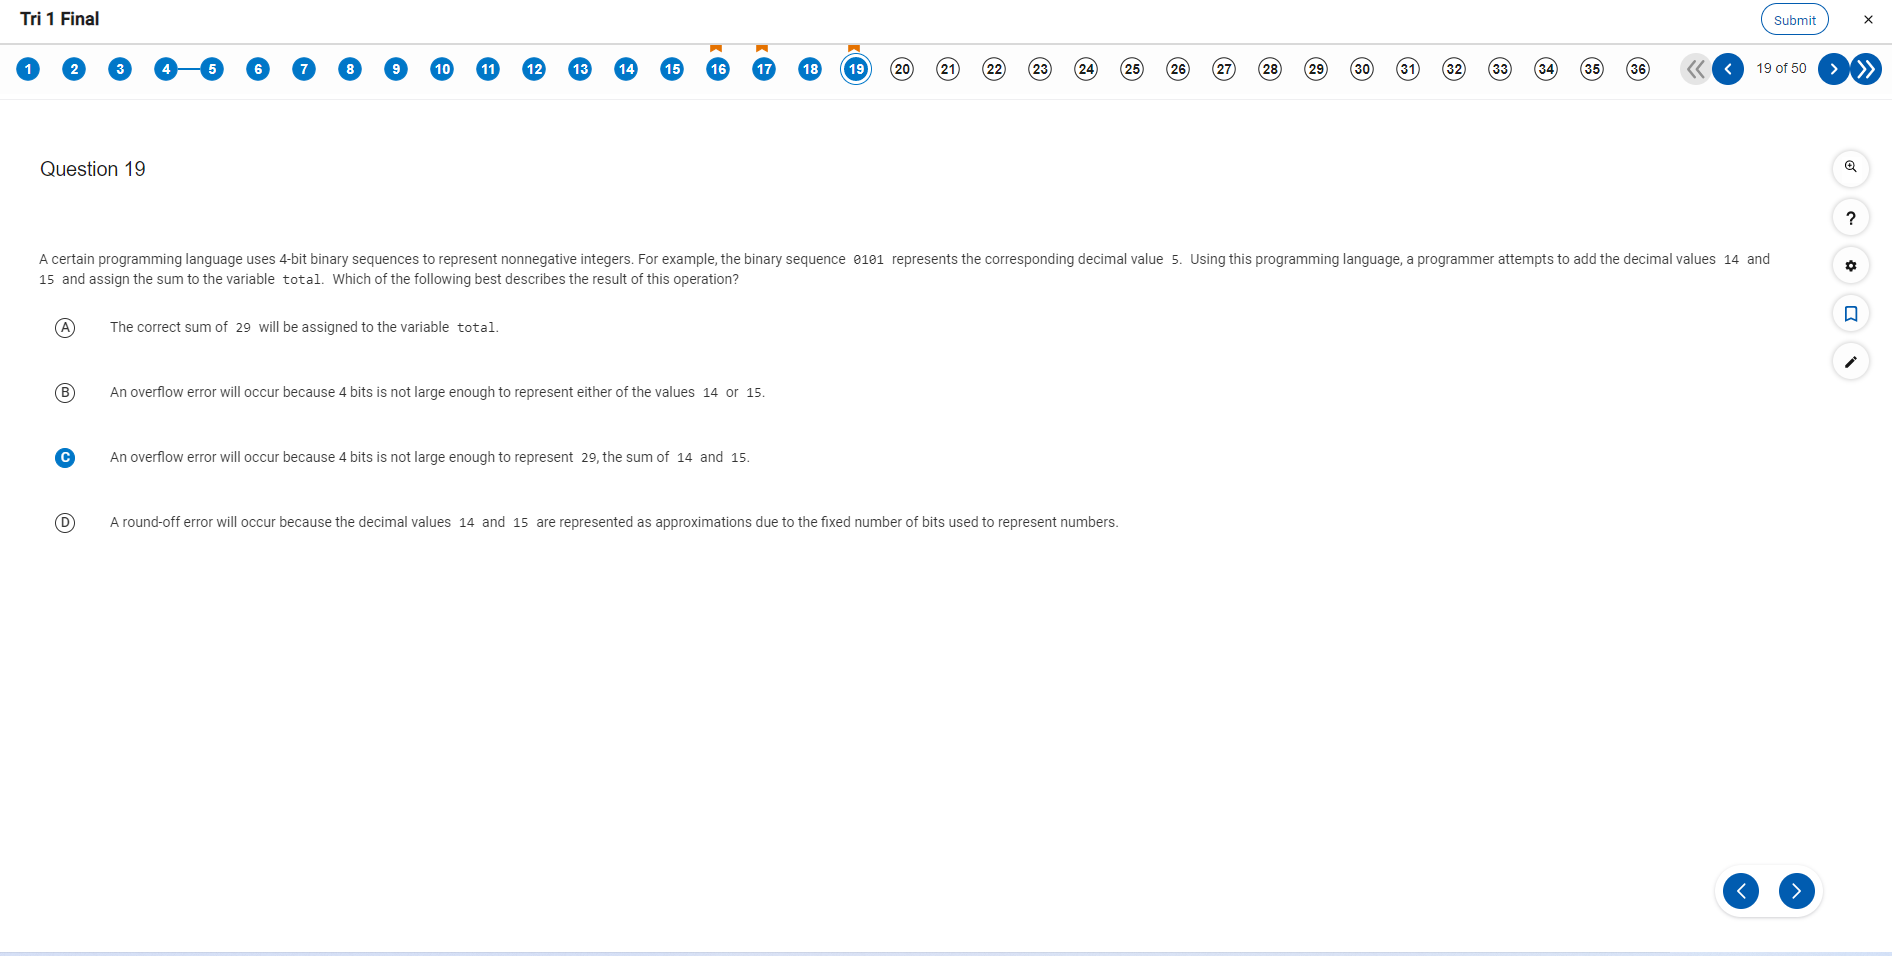 Tri 1 Final
Submit
1 2 3 4 5 6 7 8 9 10 11 12 13 14 15 16 17 18 19 20 21 22 23 24 25 26 27 28 29 30 31 32 33 34 35 36 19 of 50
Question 19
A certain programming language uses 4-bit binary sequences to represent nonnegative integers. For example, the binary sequence 0101 represents the corresponding decimal value 5. Using this programming language, a programmer attempts to add the decimal values 14 and
15 and assign the sum to the variable total. Which of the following best describes the result of this operation?
A The correct sum of 29 will be assigned to the variable total.
B An overflow error will occur because 4 bits is not large enough to represent either of the values 14 or 15.
C An overflow error will occur because 4 bits is not large enough to represent 29, the sum of 14 and 15.
D A round-off error will occur because the decimal values 14 and 15 are represented as approximations due to the fixed number of bits used to represent numbers.